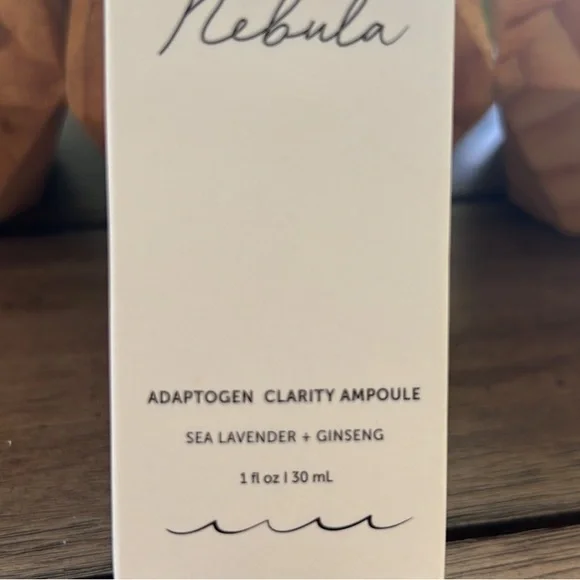 Nebula
ADAPTOGEN CLARITY AMPOULE
SEA LAVENDER + GINSENG
1 fl oz | 30 mL